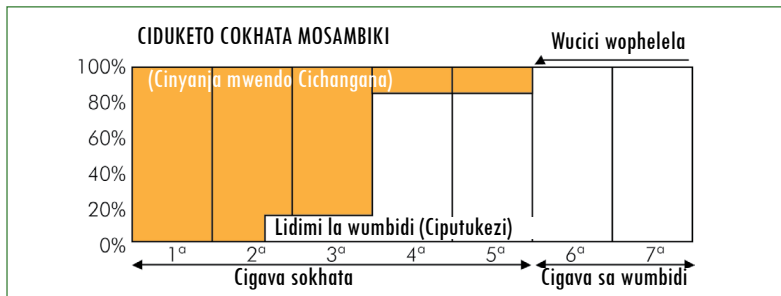 CIDUKETO COKHATA MOSAMBIKI
Wucici wophelela
100%
(Cinyanja mwendo Cichangana)
80%
60%
40%
20%
Lidimi la wumbidi (Ciputukezi)
0%
1ª 2ª 3ª 4ª 5ª 6ª 7ª
Cigava sokhata Cigava sa wumbidi